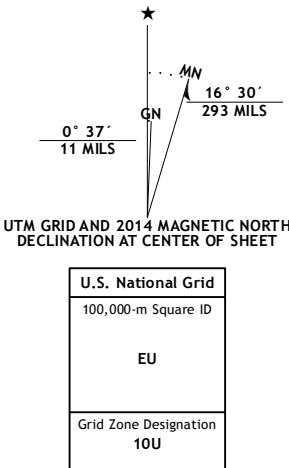 ★
MN
16° 30´
293 MILS
GN
0° 37´
11 MILS
UTM GRID AND 2014 MAGNETIC NORTH
DECLINATION AT CENTER OF SHEET
U.S. National Grid
100,000-m Square ID
EU
Grid Zone Designation
10U